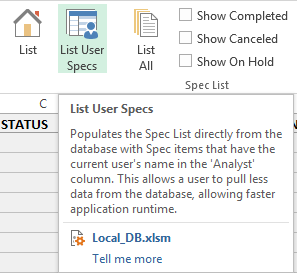 List
List User
Specs
List
All
Show Completed
Show Canceled
Show On Hold
Spec List
C
STATUS
List User Specs
Populates the Spec List directly from the
database with Spec items that have the
current user's name in the 'Analyst'
column. This allows a user to pull less
data from the database, allowing faster
application runtime.
Local_DB.xlsm
Tell me more